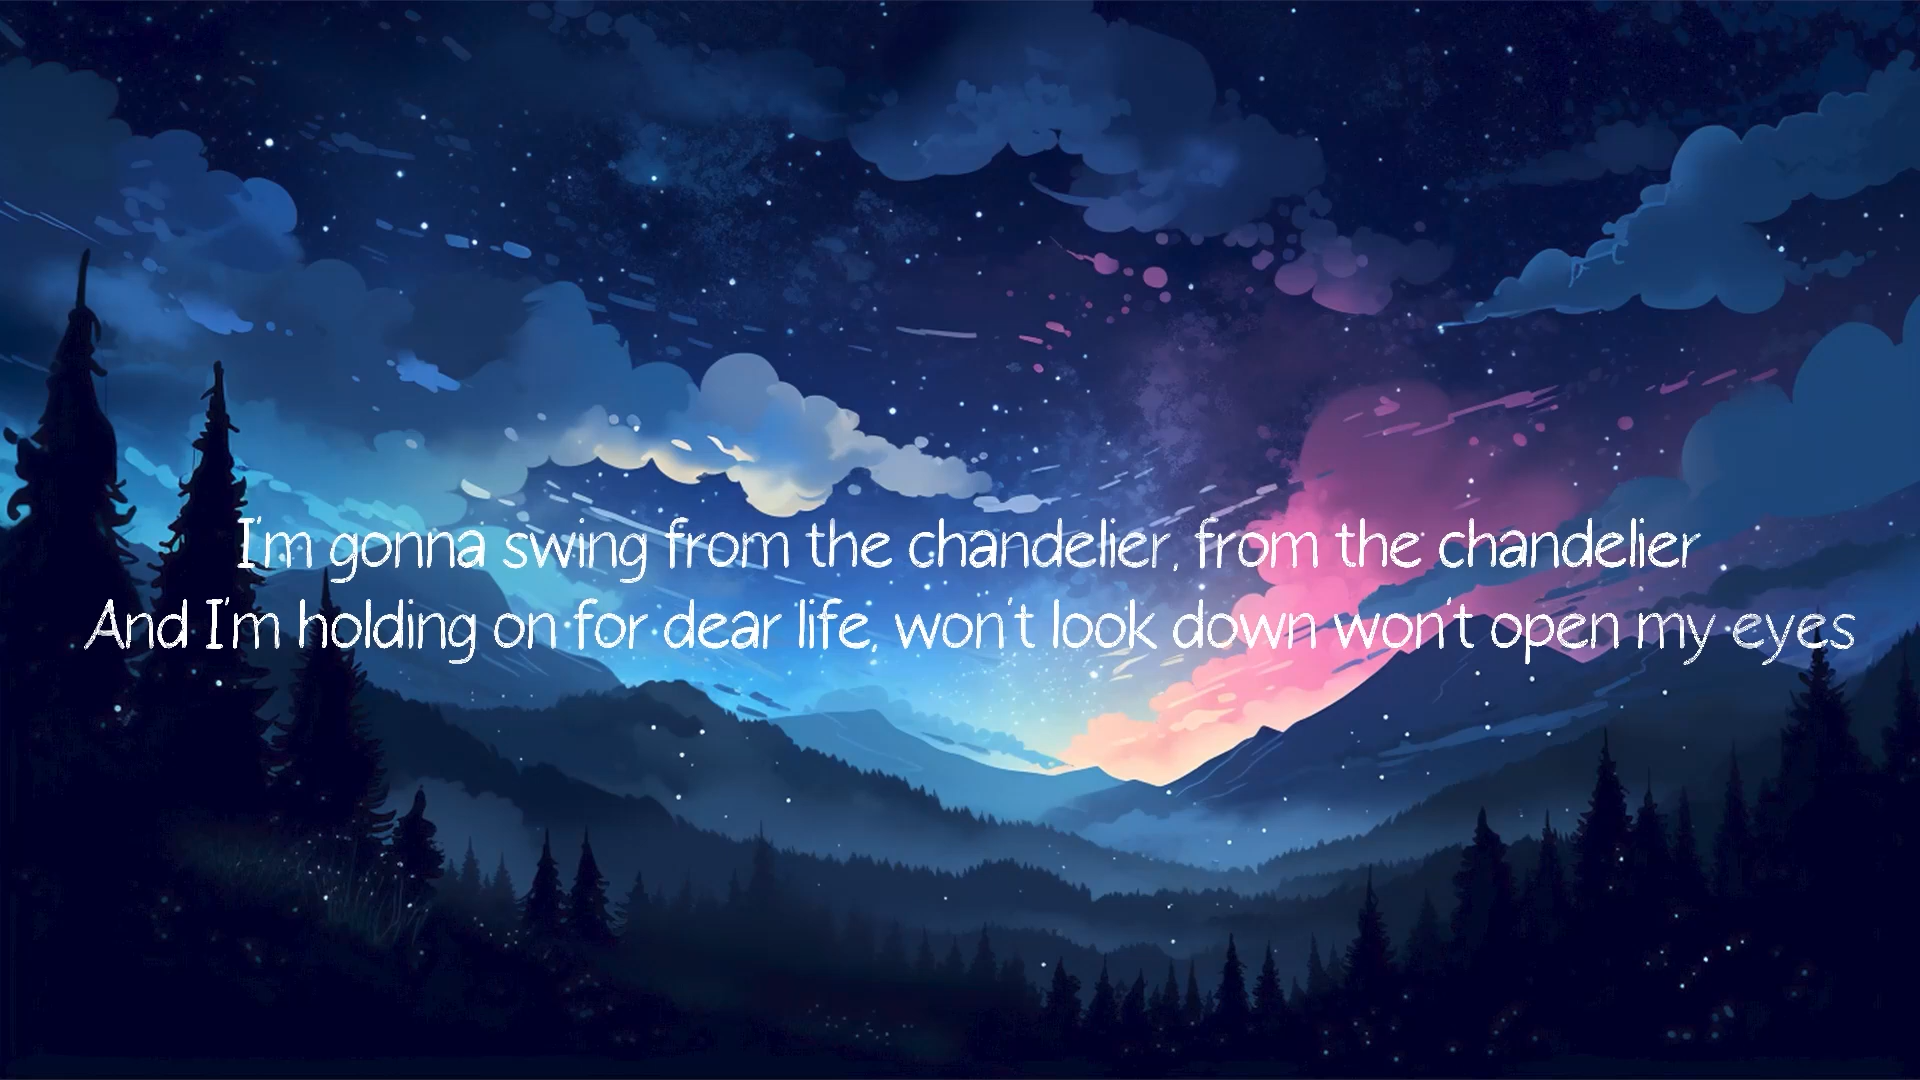 I'm gonna swing from the chandelier, from the chandelier
And I'm holding on for dear life, won't look down won't open my eyes